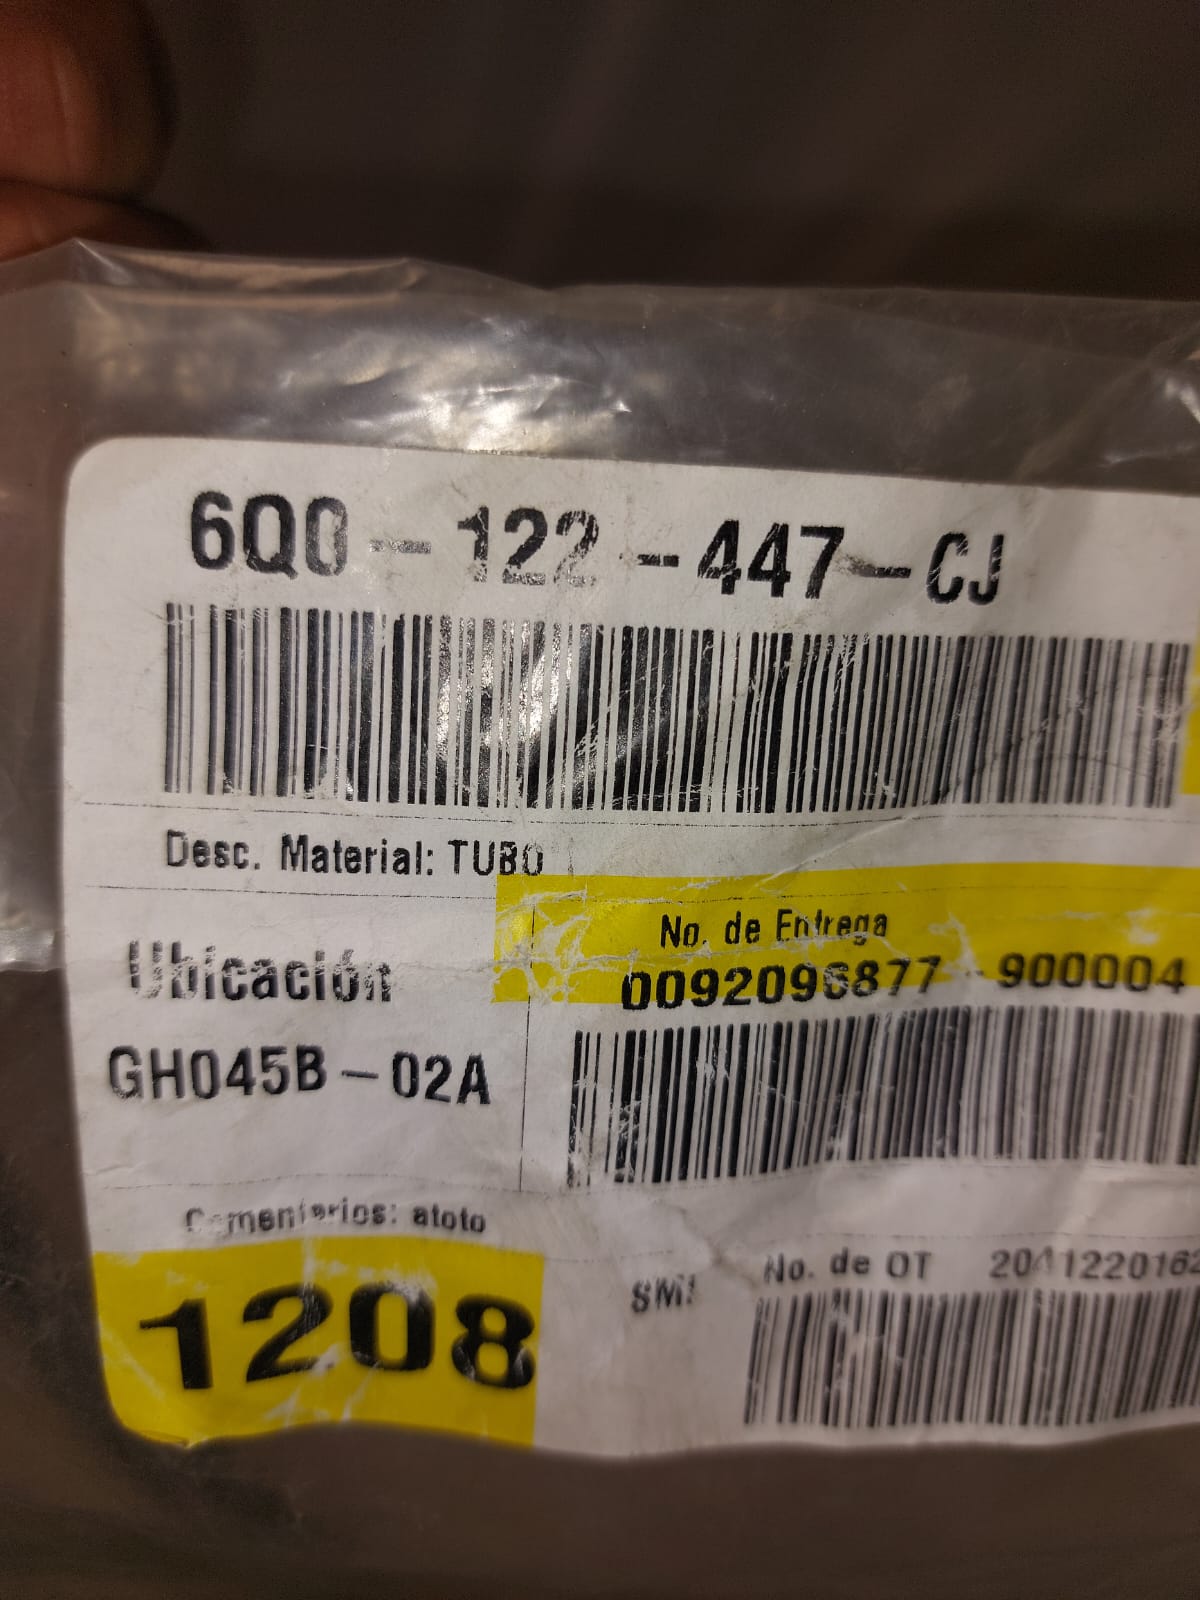 6Q0-122-447-CJ
Desc. Material: TUBO
No. de Entrega
0092096877-900004
Ubicación
GH045B-02A
Comentarios: atoto
1208
No. de OT